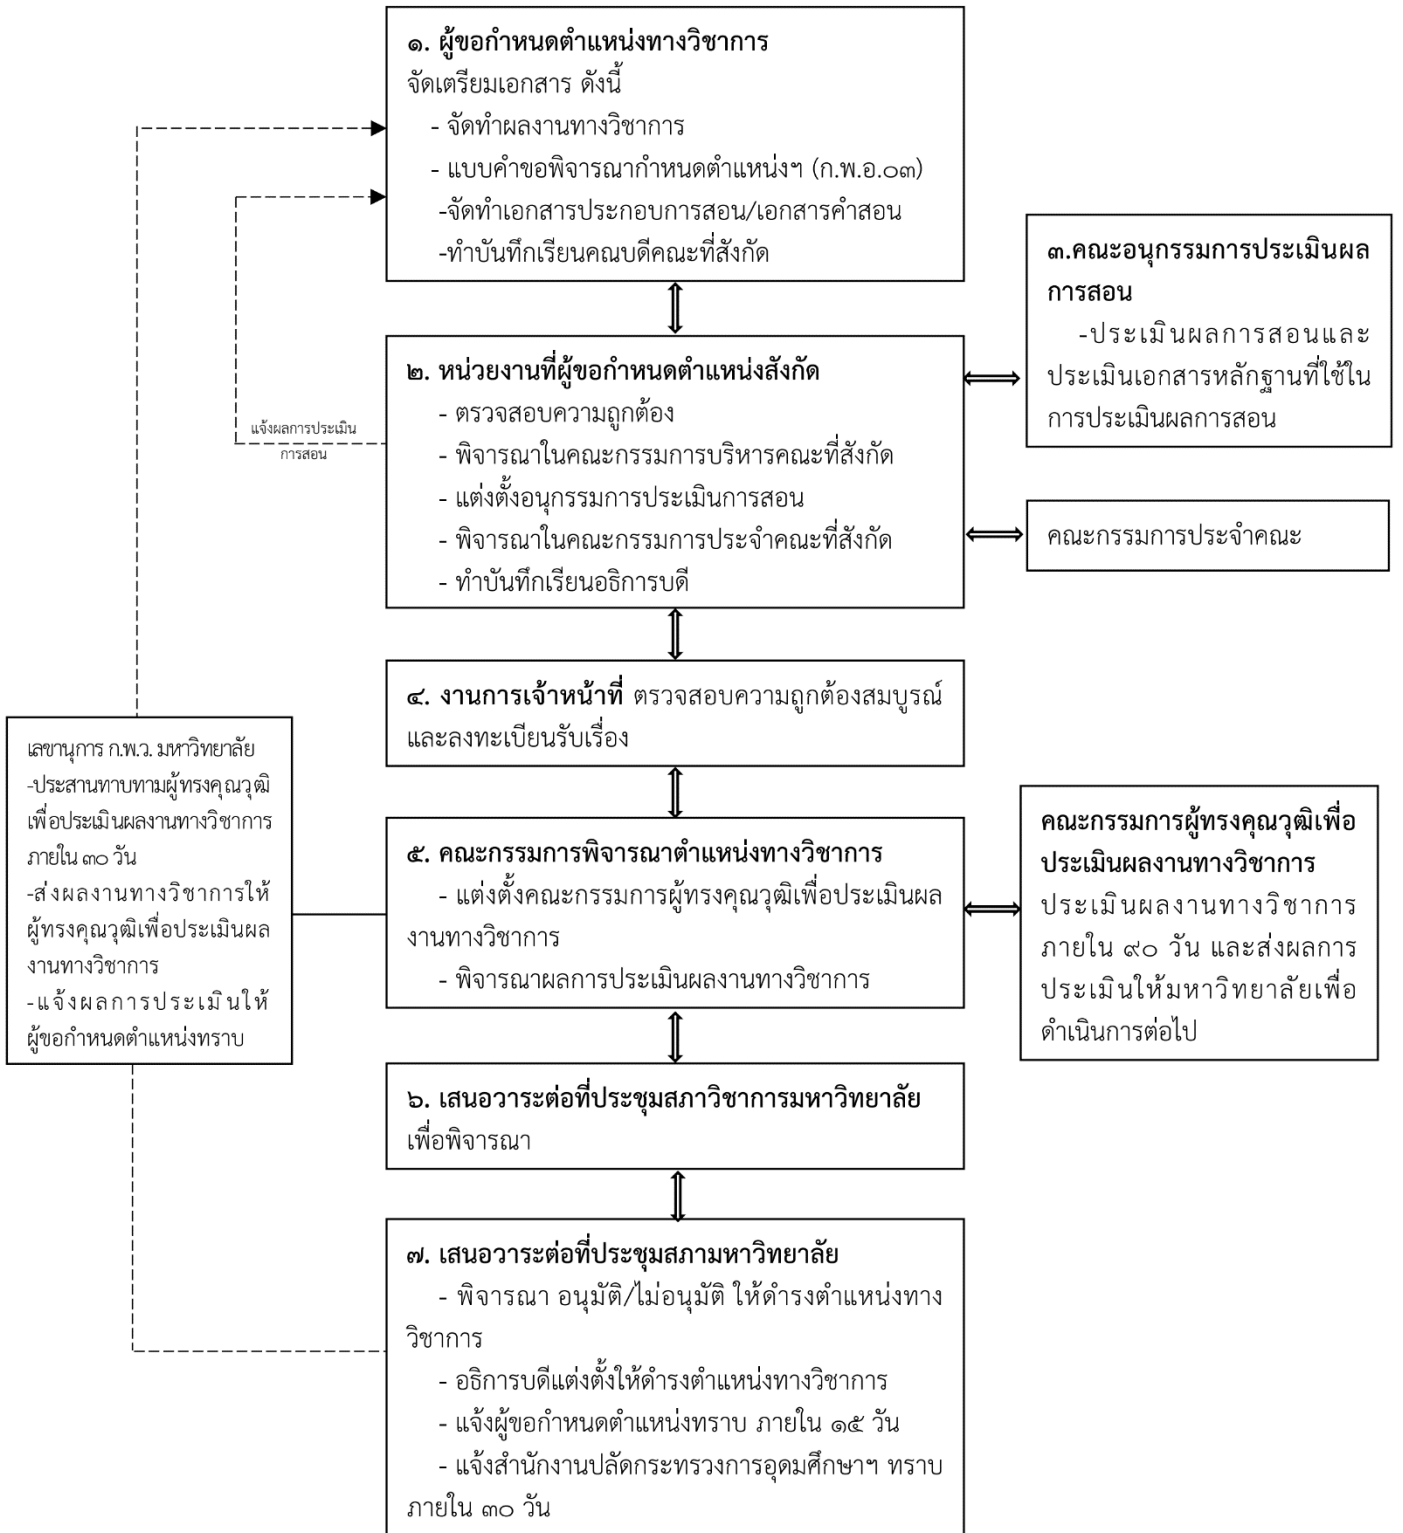 ๑. ผู้ขอกำหนดตำแหน่งทางวิชาการ
จัดเตรียมเอกสาร ดังนี้
- จัดทำผลงานทางวิชาการ
- แบบคำขอพิจารณากำหนดตำแหน่งฯ (ก.พ.อ.๐๓)
-จัดทำเอกสารประกอบการสอน/เอกสารคำสอน
-ทำบันทึกเรียนคณบดีคณะที่สังกัด
๒. หน่วยงานที่ผู้ขอกำหนดตำแหน่งสังกัด
- ตรวจสอบความถูกต้อง
- พิจารณาในคณะกรรมการบริหารคณะที่สังกัด
- แต่งตั้งอนุกรรมการประเมินการสอน
- พิจารณาในคณะกรรมการประจำคณะที่สังกัด
- ทำบันทึกเรียนอธิการบดี
แจ้งผลการประเมิน
การสอน
๓.คณะอนุกรรมการประเมินผล
การสอน
-ประเมินผลการสอนและ
ประเมินเอกสารหลักฐานที่ใช้ใน
การประเมินผลการสอน
คณะกรรมการประจำคณะ
๔. งานการเจ้าหน้าที่ ตรวจสอบความถูกต้องสมบูรณ์
และลงทะเบียนรับเรื่อง
เลขานุการ ก.พ.ว. มหาวิทยาลัย
-ประสานทาบทามผู้ทรงคุณวุฒิ
เพื่อประเมินผลงานทางวิชาการ
ภายใน ๓๐ วัน
-ส่งผลงานทางวิชาการให้
ผู้ทรงคุณวุฒิเพื่อประเมินผล
งานทางวิชาการ
-แจ้งผลการประเมินให้
ผู้ขอกำหนดตำแหน่งทราบ
๕. คณะกรรมการพิจารณาตำแหน่งทางวิชาการ
- แต่งตั้งคณะกรรมการผู้ทรงคุณวุฒิเพื่อประเมินผล
งานทางวิชาการ
- พิจารณาผลการประเมินผลงานทางวิชาการ
คณะกรรมการผู้ทรงคุณวุฒิเพื่อ
ประเมินผลงานทางวิชาการ
ประเมินผลงานทางวิชาการ
ภายใน ๙๐ วัน และส่งผลการ
ประเมินให้มหาวิทยาลัยเพื่อ
ดำเนินการต่อไป
๖. เสนอวาระต่อที่ประชุมสภาวิชาการมหาวิทยาลัย
เพื่อพิจารณา
๗. เสนอวาระต่อที่ประชุมสภามหาวิทยาลัย
- พิจารณา อนุมัติ/ไม่อนุมัติ ให้ดำรงตำแหน่งทาง
วิชาการ
- อธิการบดีแต่งตั้งให้ดำรงตำแหน่งทางวิชาการ
- แจ้งผู้ขอกำหนดตำแหน่งทราบ ภายใน ๑๕ วัน
- แจ้งสำนักงานปลัดกระทรวงการอุดมศึกษาฯ ทราบ
ภายใน ๓๐ วัน